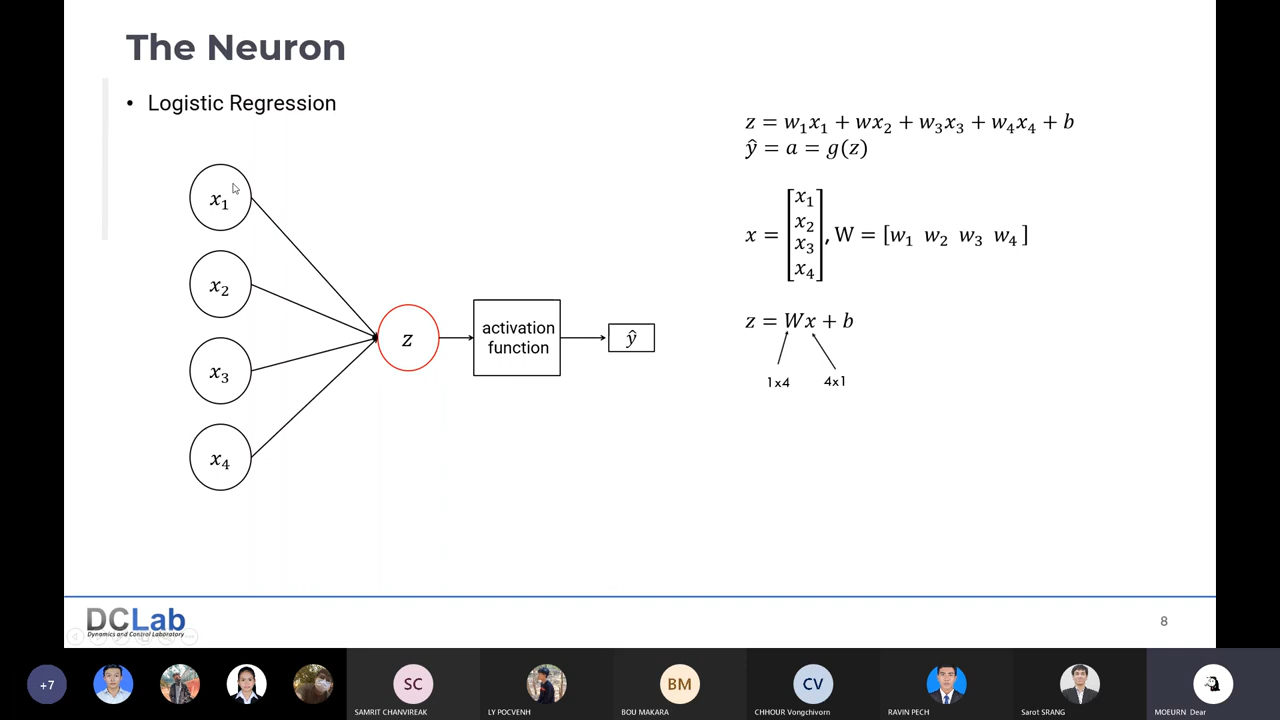 The Neuron
• Logistic Regression
z = w₁x₁ + wx₂ + w₃x₃ + w₄x₄ + b
ŷ = a = g(z)
x₁
x₂
x₃
x₄
z
activation
function
ŷ
x = [x₁ x₂ x₃ x₄], W = [w₁ w₂ w₃ w₄]
z = Wx + b
1x4 4x1
DCLab
Dynamics and Control Laboratory
8
+7
SC
BM
CV
SAMRIT CHANVIREAK
LY POCVENH
BOU MAKARA
CHHOUR Vongchivorn
RAVIN PECH
Sarot SRANG
MOEURN Dear